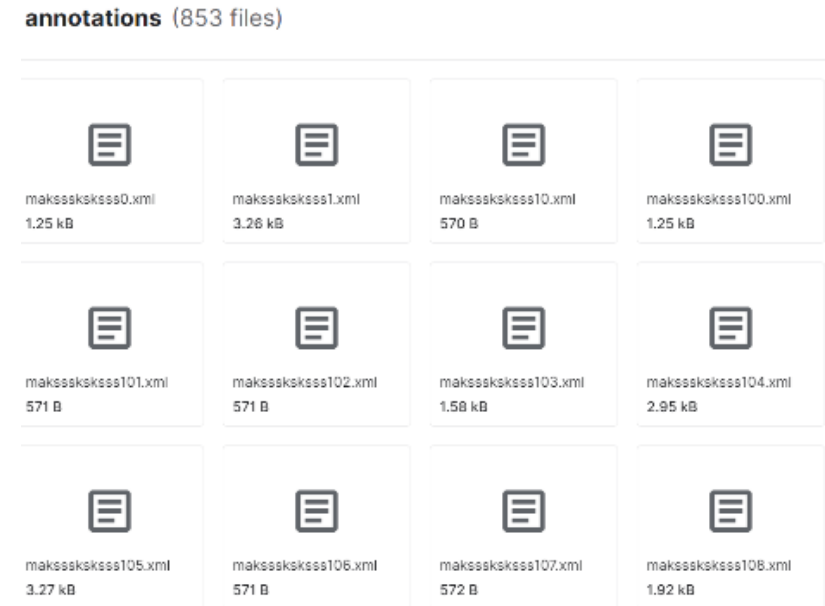 annotations (853 files)
maksssksksss0.xml
1.25 kB
maksssksksss1.xml
3.26 kB
maksssksksss10.xml
570 B
maksssksksss100.xml
1.25 kB
maksssksksss101.xml
571 B
maksssksksss102.xml
571 B
maksssksksss103.xml
1.58 kB
maksssksksss104.xml
2.95 kB
maksssksksss105.xml
3.27 kB
maksssksksss106.xml
571 B
maksssksksss107.xml
572 B
maksssksksss108.xml
1.92 kB